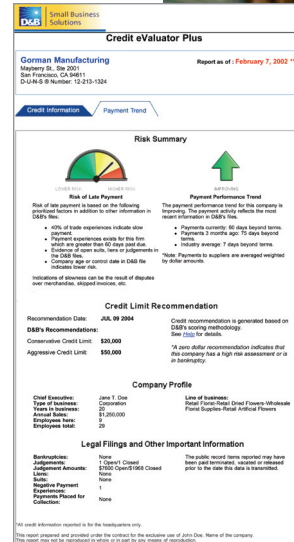 D&B
Small Business
Solutions
Credit eValuator Plus
Gorman Manufacturing
Mayberry St., Ste 2001
San Francisco, CA 94611
D-U-N-S ® Number: 12-213-1324
Report as of : February 7, 2002 **
Credit Information
Payment Trend
Risk Summary
LOWER RISK HIGHER RISK
Risk of Late Payment
Risk of late payment is based on the following
prioritized factors in addition to other information in
D&B's files:
• 40% of trade experiences indicate slow
payment.
• Payment experiences exist for this firm
which are greater than 60 days past due.
• Evidence of open suits, liens or judgements in
the D&B files.
• Company age or control date in D&B file
indicates lower risk.
Indications of slowness can be the result of disputes
over merchandise, skipped invoices, etc.
IMPROVING
Payment Performance Trend
The payment performance trend for this company is
Improving. The payment activity reflects the most
recent information in D&B's files.
• Payments currently: 60 days beyond terms.
• Payments 3 months ago: 75 days beyond
terms.
• Industry average: 7 days beyond terms.
*Note: Payments to suppliers are averaged weighted
by dollar amounts.
Credit Limit Recommendation
Recommendation Date: JUL 09 2004
D&B's Recommendations:
Conservative Credit Limit: $20,000
Aggressive Credit Limit: $50,000
Credit recommendation is generated based on
D&B's scoring methodology.
See Help for details.
*A zero dollar recommendation indicates that
this company has a high risk assessment or is
in bankruptcy.
Company Profile
Chief Executive: Jane T. Doe
Type of business: Corporation
Years in business: 20
Annual Sales: $1,250,000
Employees here: 9
Employees total: 29
Line of business:
Retail Florist-Retail Dried Flowers-Wholesale
Florist Supplies-Retail Artificial Flowers
Legal Filings and Other Important Information
Bankruptcies: None
Judgements: 1 Open/1 Closed
Judgement Amounts: $7600 Open/$1968 Closed
Liens: None
Suits: None
Negative Payment
Experiences: 1
Payments Placed for
Collection: None
The public record items reported may have
been paid terminated, vacated or released
prior to the date this is transmitted.
*All credit information reported is for the headquarters only.
This report prepared and provided under the contract for the exclusive use of John Doe. Name of the company.
This report may not be reproduced in whole or in part by any means of reproduction.